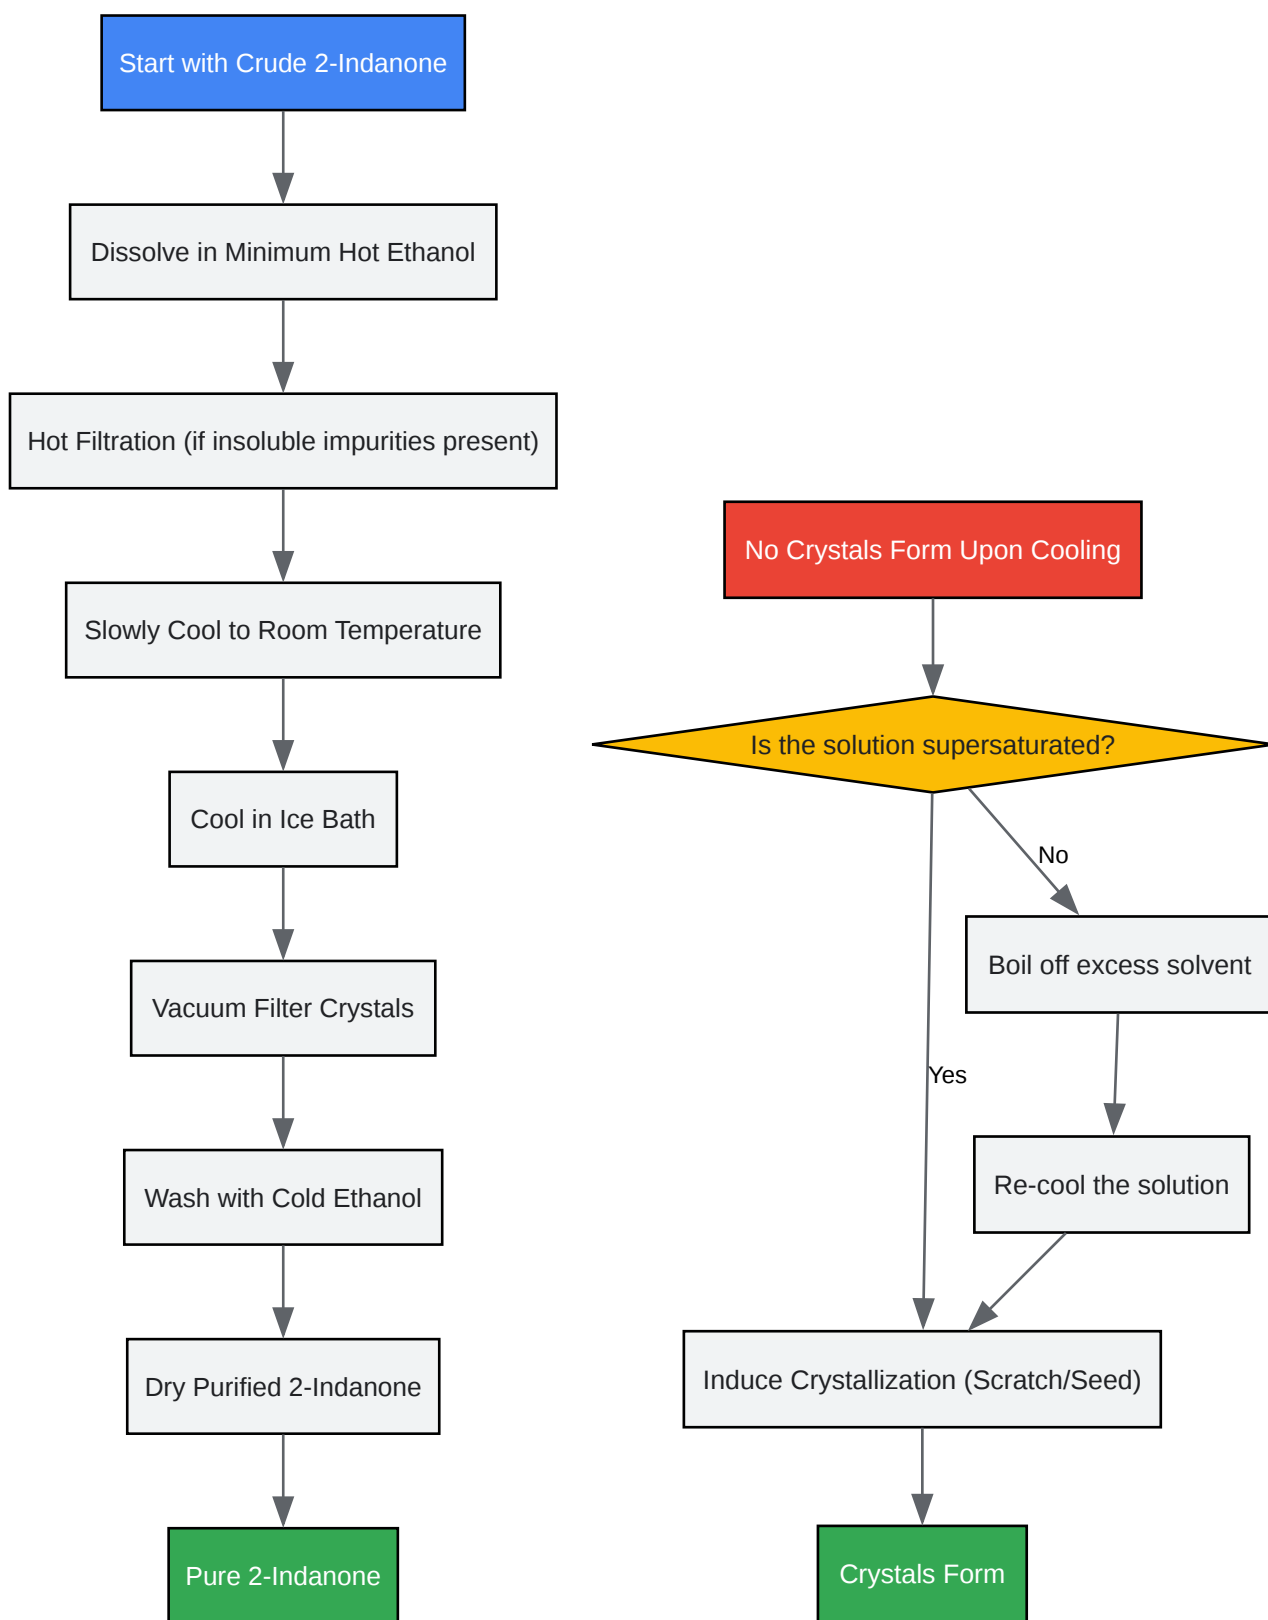 Start with Crude 2-Indanone
Dissolve in Minimum Hot Ethanol
Hot Filtration (if insoluble impurities present)
Slowly Cool to Room Temperature
Cool in Ice Bath
Vacuum Filter Crystals
Wash with Cold Ethanol
Dry Purified 2-Indanone
Pure 2-Indanone
No Crystals Form Upon Cooling
Is the solution supersaturated?
No
Boil off excess solvent
Yes
Re-cool the solution
Induce Crystallization (Scratch/Seed)
Crystals Form